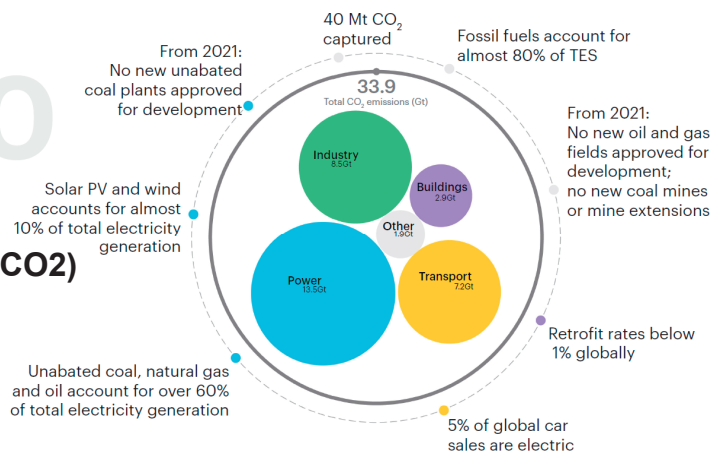 40 Mt CO2
captured
Fossil fuels account for
almost 80% of TES
From 2021:
No new unabated
coal plants approved
for development
33.9
Total CO2 emissions (Gt)
From 2021:
No new oil and gas
fields approved for
development;
no new coal mines
or mine extensions
0
Industry
8.5Gt
Buildings
2.9Gt
Solar PV and wind
accounts for almost
10% of total electricity
generation
Other
1.9Gt
CO2)
Power
13.5Gt
Transport
7.2Gt
Retrofit rates below
1% globally
Unabated coal, natural gas
and oil account for over 60%
of total electricity generation
5% of global car
sales are electric